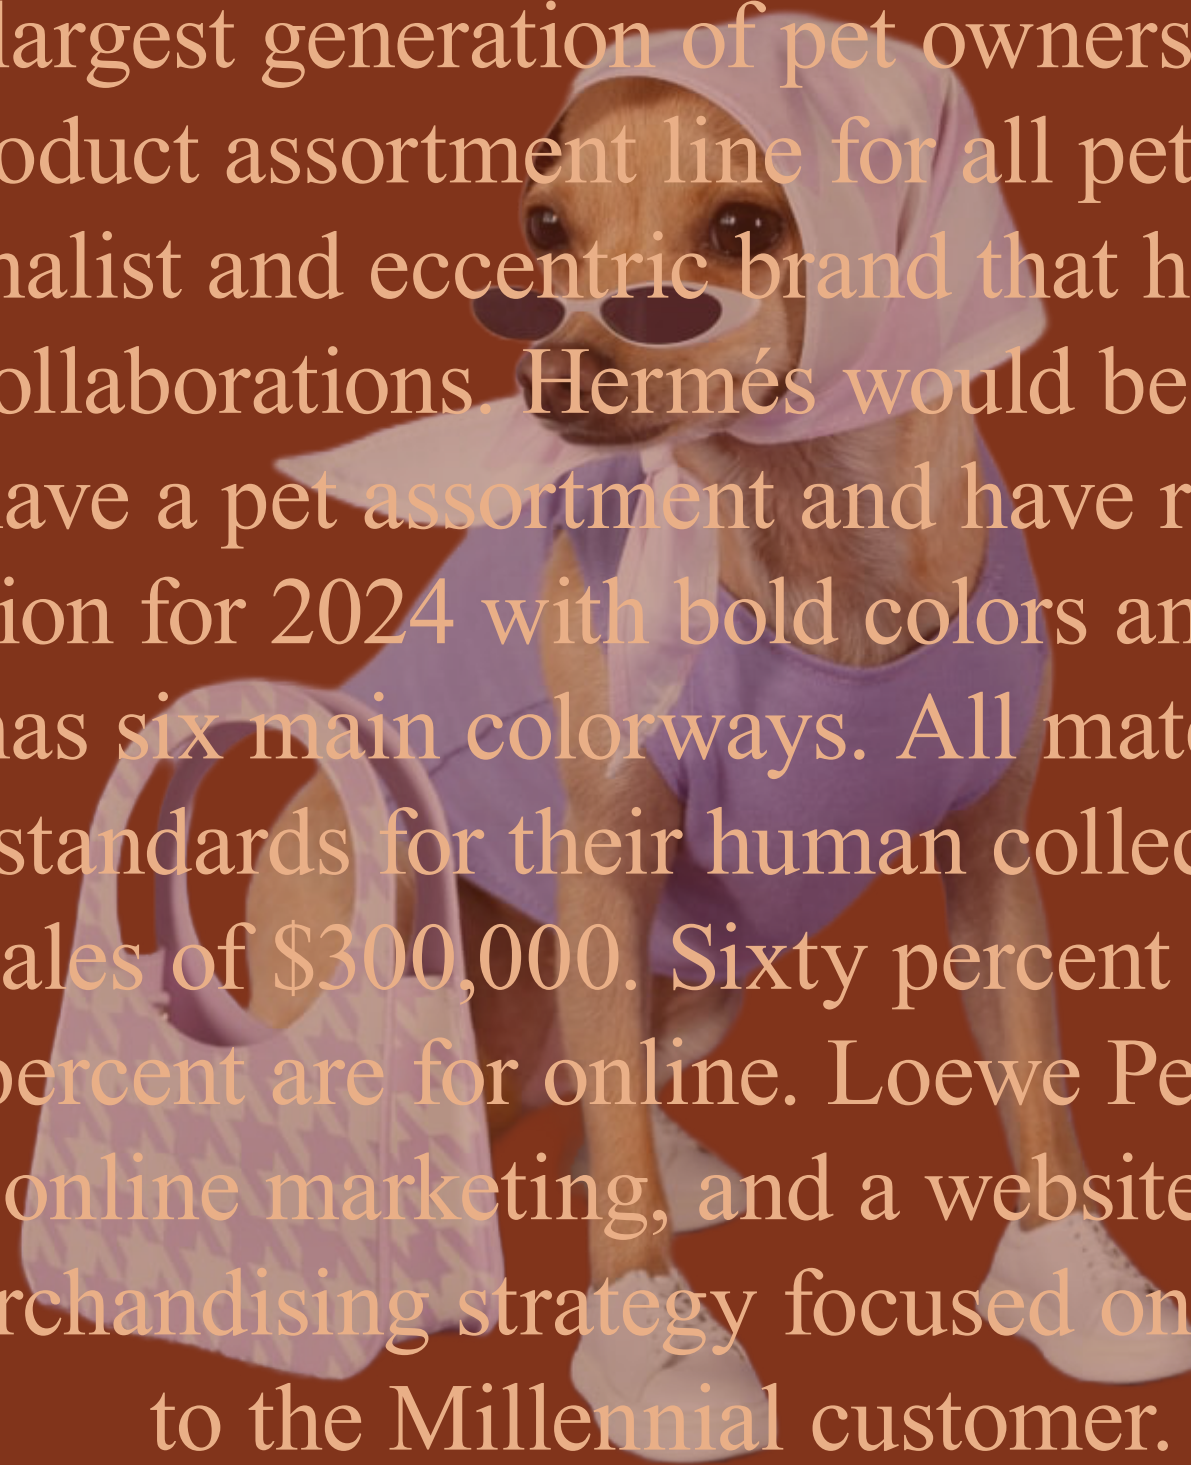 largest generation of pet owners
oduct assortment line for all pet
nalist and eccentric brand that h
ollaborations. Hermés would be
ave a pet assortment and have r
ion for 2024 with bold colors an
has six main colorways. All mate
standards for their human collec
ales of $300,000. Sixty percent
percent are for online. Loewe Pe
online marketing, and a website
rchandising strategy focused on
to the Millennial customer.